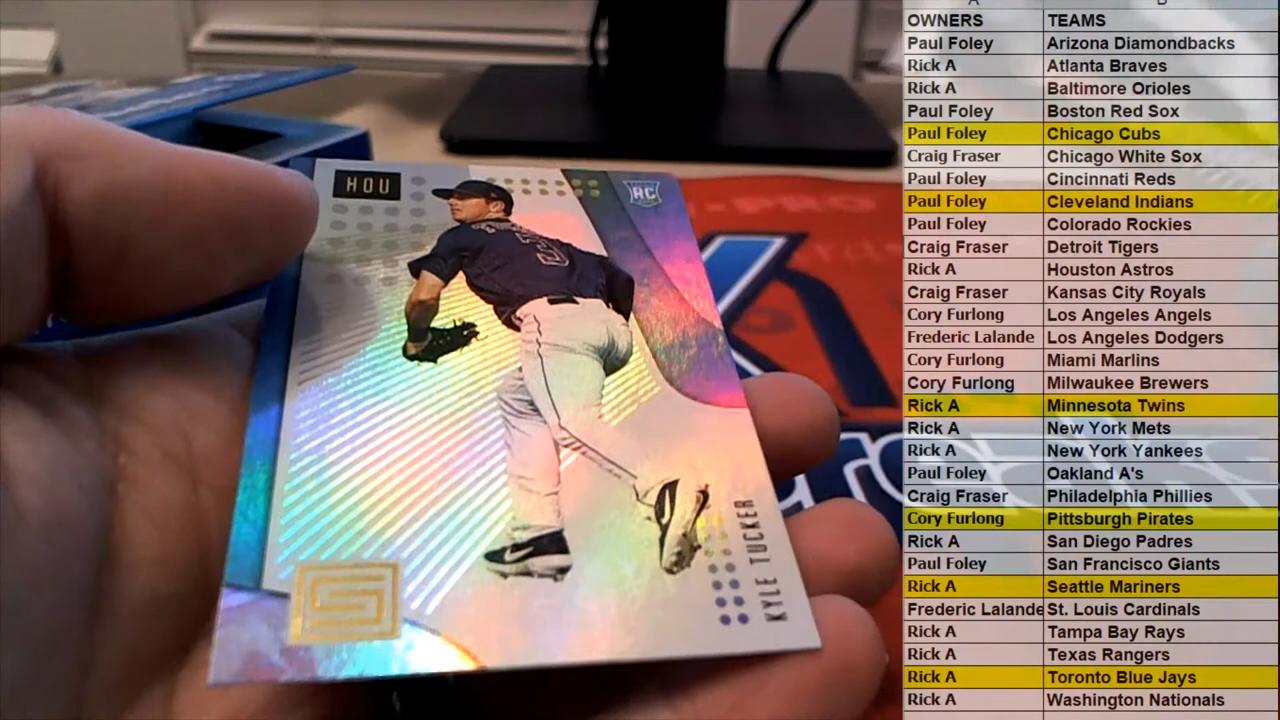 HOU
RC
KYLE TUCKER
3
PRO
A B
OWNERS TEAMS
Paul Foley Arizona Diamondbacks
Rick A Atlanta Braves
Rick A Baltimore Orioles
Paul Foley Boston Red Sox
Paul Foley Chicago Cubs
Craig Fraser Chicago White Sox
Paul Foley Cincinnati Reds
Paul Foley Cleveland Indians
Paul Foley Colorado Rockies
Craig Fraser Detroit Tigers
Rick A Houston Astros
Craig Fraser Kansas City Royals
Cory Furlong Los Angeles Angels
Frederic Lalande Los Angeles Dodgers
Cory Furlong Miami Marlins
Cory Furlong Milwaukee Brewers
Rick A Minnesota Twins
Rick A New York Mets
Rick A New York Yankees
Paul Foley Oakland A's
Craig Fraser Philadelphia Phillies
Cory Furlong Pittsburgh Pirates
Rick A San Diego Padres
Paul Foley San Francisco Giants
Rick A Seattle Mariners
Frederic Lalande St. Louis Cardinals
Rick A Tampa Bay Rays
Rick A Texas Rangers
Rick A Toronto Blue Jays
Rick A Washington Nationals